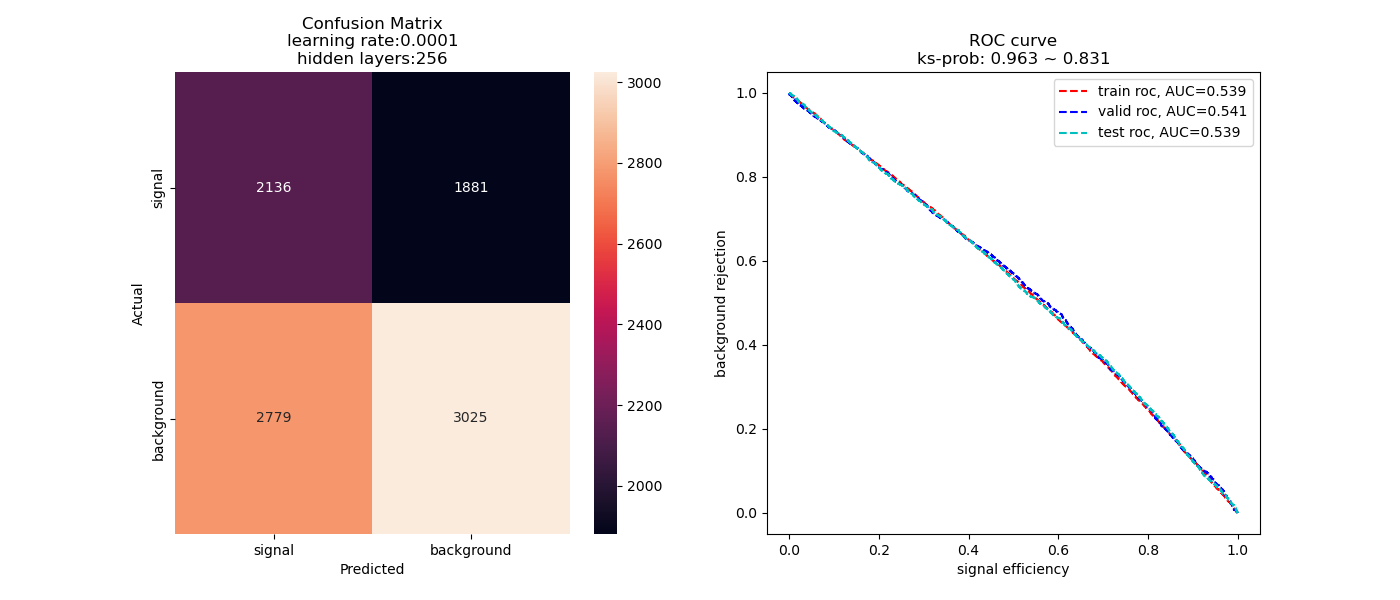 Confusion Matrix
learning rate:0.0001
hidden layers:256
signal
background
Actual
2136
1881
2779
3025
signal
background
Predicted
3000
2800
2600
2400
2200
2000
ROC curve
ks-prob: 0.963 ~ 0.831
train roc, AUC=0.539
valid roc, AUC=0.541
test roc, AUC=0.539
1.0
0.8
0.6
0.4
0.2
0.0
background rejection
0.0
0.2
0.4
0.6
0.8
1.0
signal efficiency